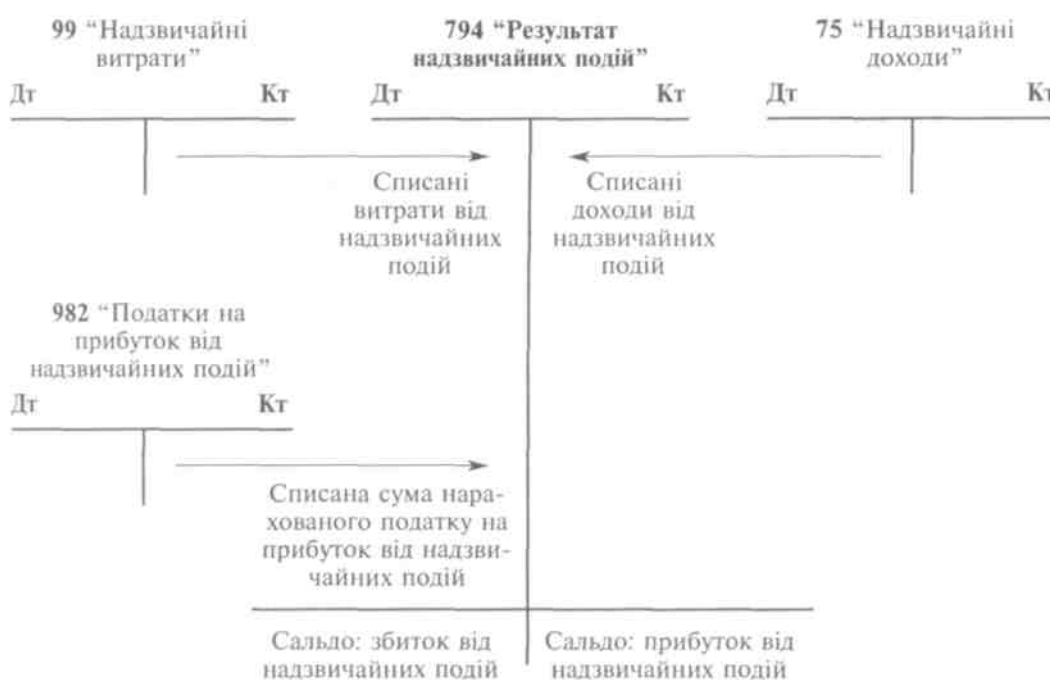 99 “Надзвичайні
витрати”
Дт Кт
794 “Результат
надзвичайних подій”
Дт Кт
75 “Надзвичайні
доходи”
Дт Кт
Списані
витрати від
надзвичайних
подій
Списані
доходи від
надзвичайних
подій
982 “Податки на
прибуток від
надзвичайних подій”
Дт Кт
Списана сума нара-
хованого податку на
прибуток від надзви-
чайних подій
Сальдо: збиток від
надзвичайних подій
Сальдо: прибуток від
надзвичайних подій